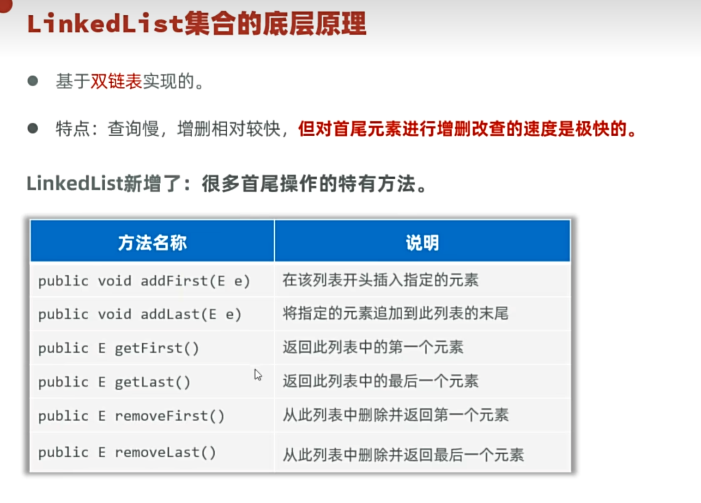 LinkedList集合的底层原理
基于双链表实现的。
特点：查询慢，增删相对较快，但对首尾元素进行增删改查的速度是极快的。
LinkedList新增了：很多首尾操作的特有方法。
方法名称 说明
public void addFirst(E e) 在该列表开头插入指定的元素
public void addLast(E e) 将指定的元素追加到此列表的末尾
public E getFirst() 返回此列表中的第一个元素
public E getLast() 返回此列表中的最后一个元素
public E removeFirst() 从此列表中删除并返回第一个元素
public E removeLast() 从此列表中删除并返回最后一个元素